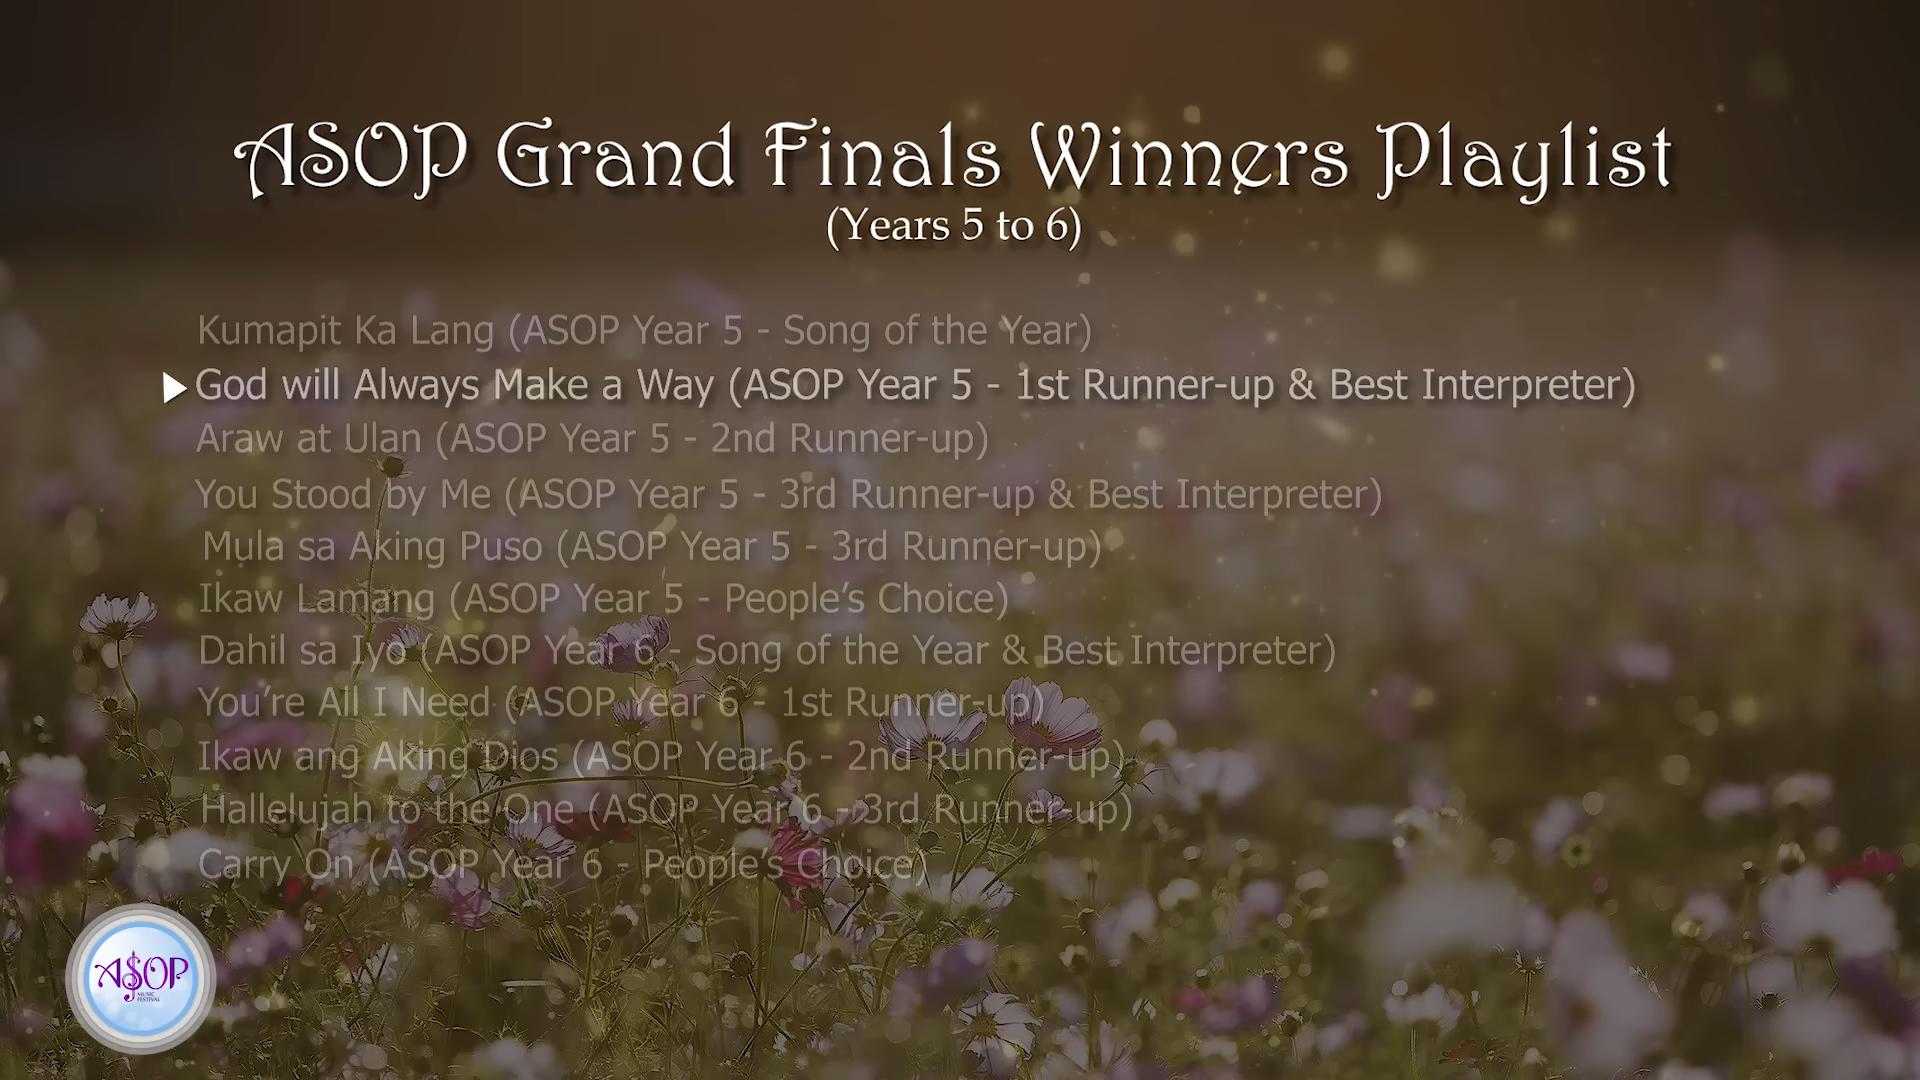 ASOP Grand Finals Winners Playlist
(Years 5 to 6)
Kumapit Ka Lang (ASOP Year 5 - Song of the Year)
God will Always Make a Way (ASOP Year 5 - 1st Runner-up & Best Interpreter)
Araw at Ulan (ASOP Year 5 - 2nd Runner-up)
You Stood by Me (ASOP Year 5 - 3rd Runner-up & Best Interpreter)
Mula sa Aking Puso (ASOP Year 5 - 3rd Runner-up)
Ikaw Lamang (ASOP Year 5 - People’s Choice)
Dahil sa Iyo (ASOP Year 6 - Song of the Year & Best Interpreter)
You’re All I Need (ASOP Year 6 - 1st Runner-up)
Ikaw ang Aking Dios (ASOP Year 6 - 2nd Runner-up)
Hallelujah to the One (ASOP Year 6 - 3rd Runner-up)
Carry On (ASOP Year 6 - People’s Choice)
ASOP
MUSIC
FESTIVAL